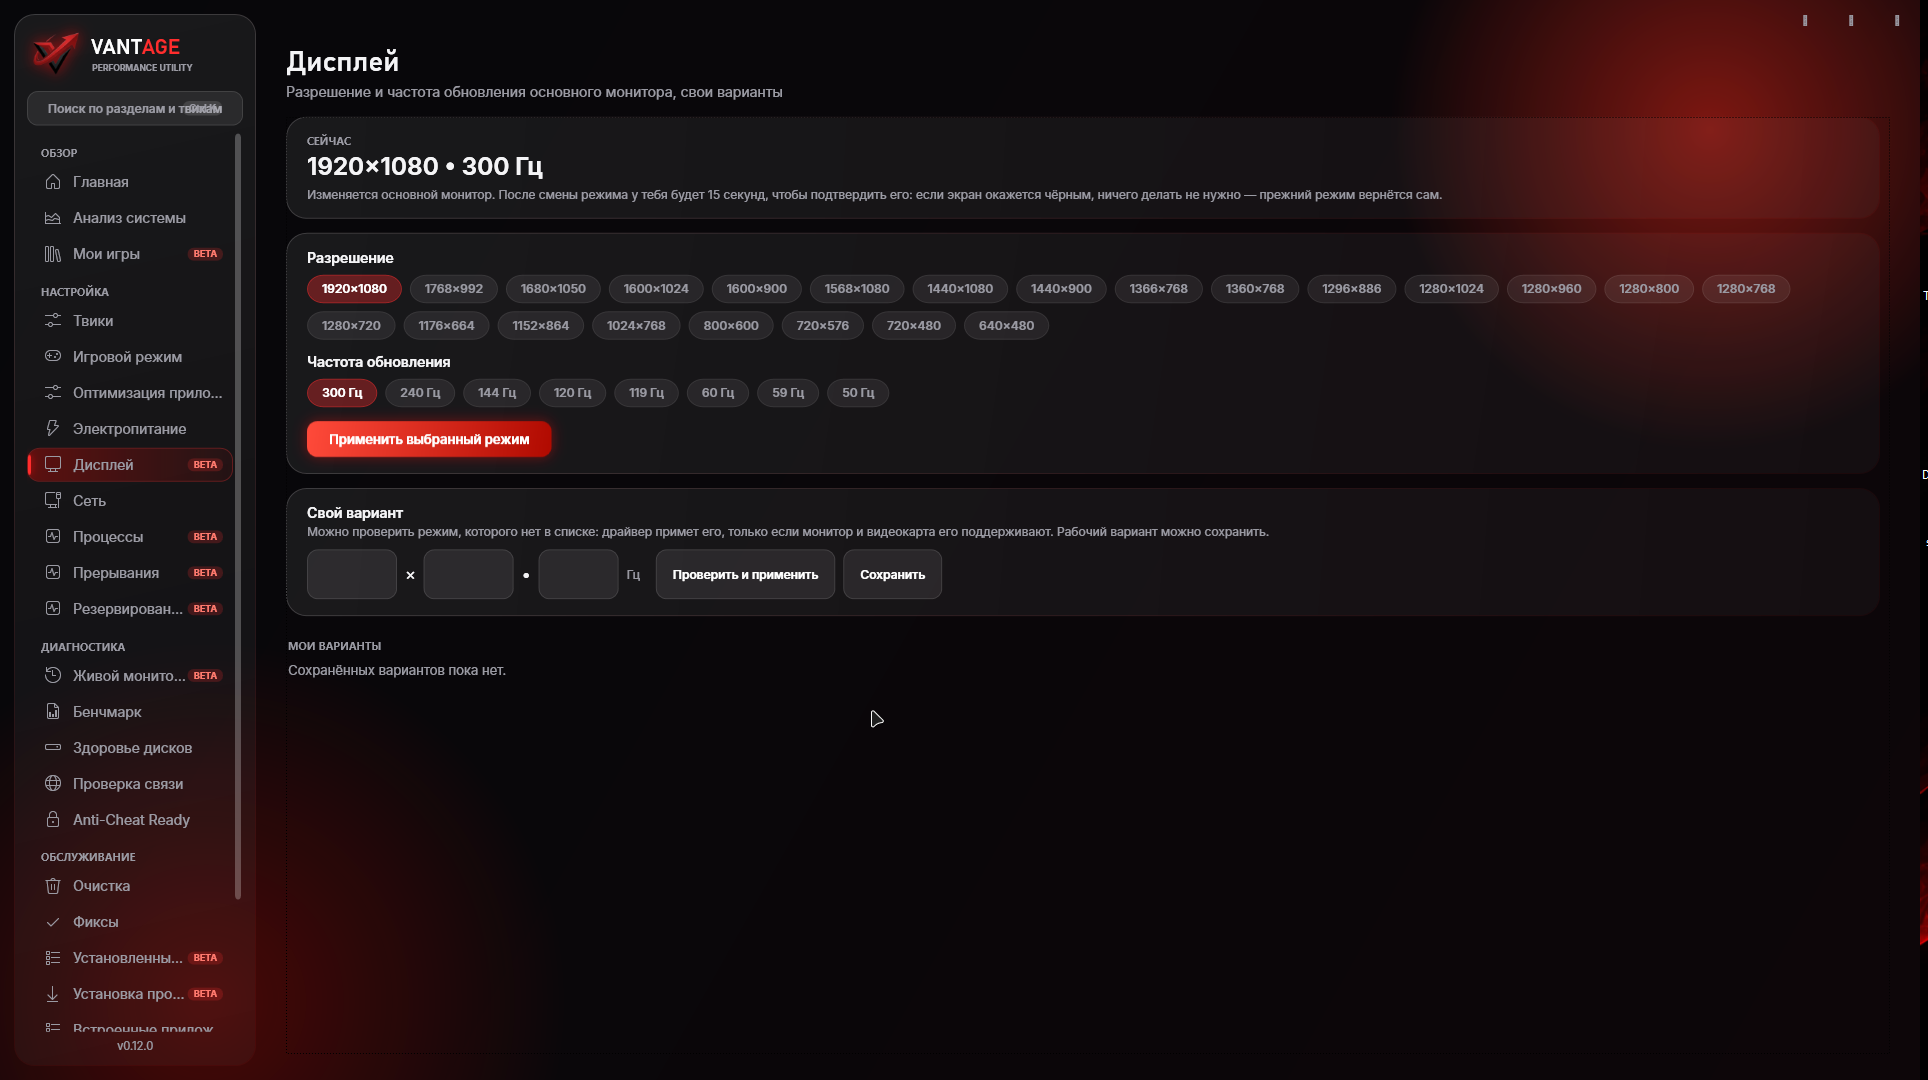 VANTAGE
PERFORMANCE UTILITY
Поиск по разделам и твикам
ОБЗОР
Главная
Анализ системы
Мои игры BETA
НАСТРОЙКА
Твики
Игровой режим
Оптимизация прило...
Электропитание
Дисплей BETA
Сеть
Процессы BETA
Прерывания BETA
Резервирован... BETA
ДИАГНОСТИКА
Живой монито... BETA
Бенчмарк
Здоровье дисков
Проверка связи
Anti-Cheat Ready
ОБСЛУЖИВАНИЕ
Очистка
Фиксы
Установленны... BETA
Установка про... BETA
Встроенные прилож
v0.12.0
Дисплей
Разрешение и частота обновления основного монитора, свои варианты
СЕЙЧАС
1920×1080 • 300 Гц
Изменяется основной монитор. После смены режима у тебя будет 15 секунд, чтобы подтвердить его: если экран окажется чёрным, ничего делать не нужно — прежний режим вернётся сам.
Разрешение
1920×1080 1768×992 1680×1050 1600×1024 1600×900 1568×1080 1440×1080 1440×900 1366×768 1360×768 1296×886 1280×1024 1280×960 1280×800 1280×768
1280×720 1176×664 1152×864 1024×768 800×600 720×576 720×480 640×480
Частота обновления
300 Гц 240 Гц 144 Гц 120 Гц 119 Гц 60 Гц 59 Гц 50 Гц
Применить выбранный режим
Свой вариант
Можно проверить режим, которого нет в списке: драйвер примет его, только если монитор и видеокарта его поддерживают. Рабочий вариант можно сохранить.
× • Гц Проверить и применить Сохранить
МОИ ВАРИАНТЫ
Сохранённых вариантов пока нет.